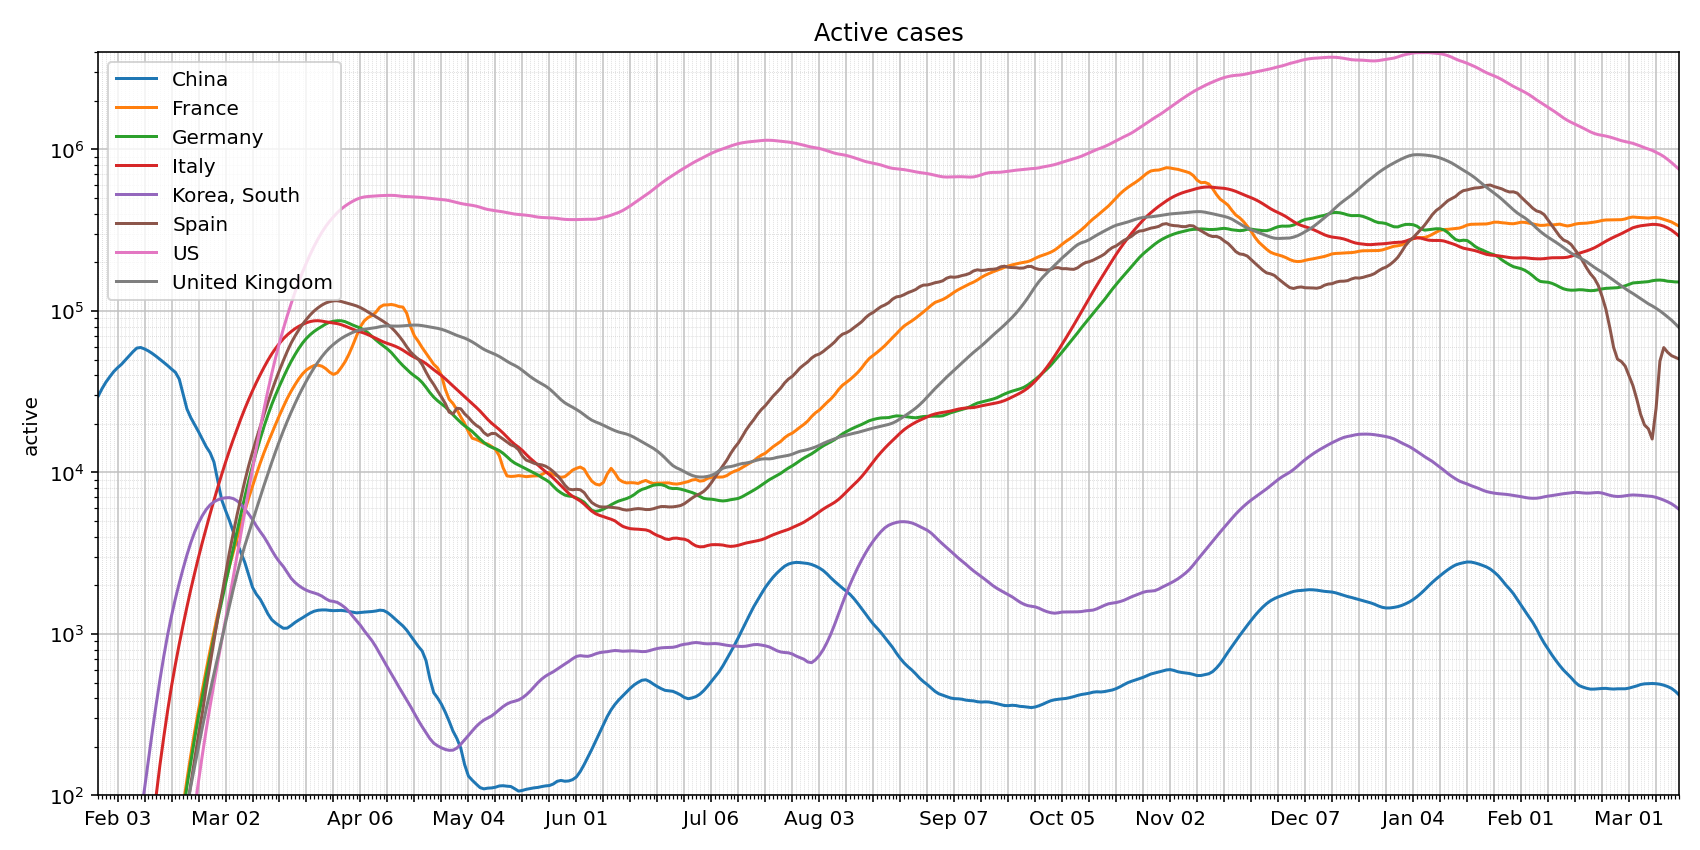 Active cases
China
France
Germany
Italy
Korea, South
Spain
US
United Kingdom
active
10⁶
10⁵
10⁴
10³
10²
Feb 03 Mar 02 Apr 06 May 04 Jun 01 Jul 06 Aug 03 Sep 07 Oct 05 Nov 02 Dec 07 Jan 04 Feb 01 Mar 01